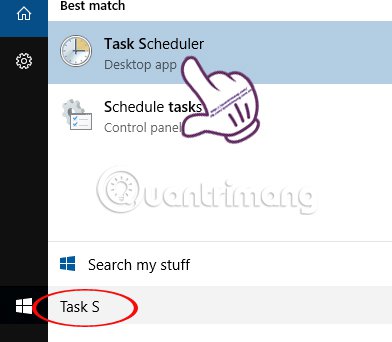 Best match
Task Scheduler
Desktop app
Schedule tasks
Control panel
Quantrimang
Search my stuff
Task S